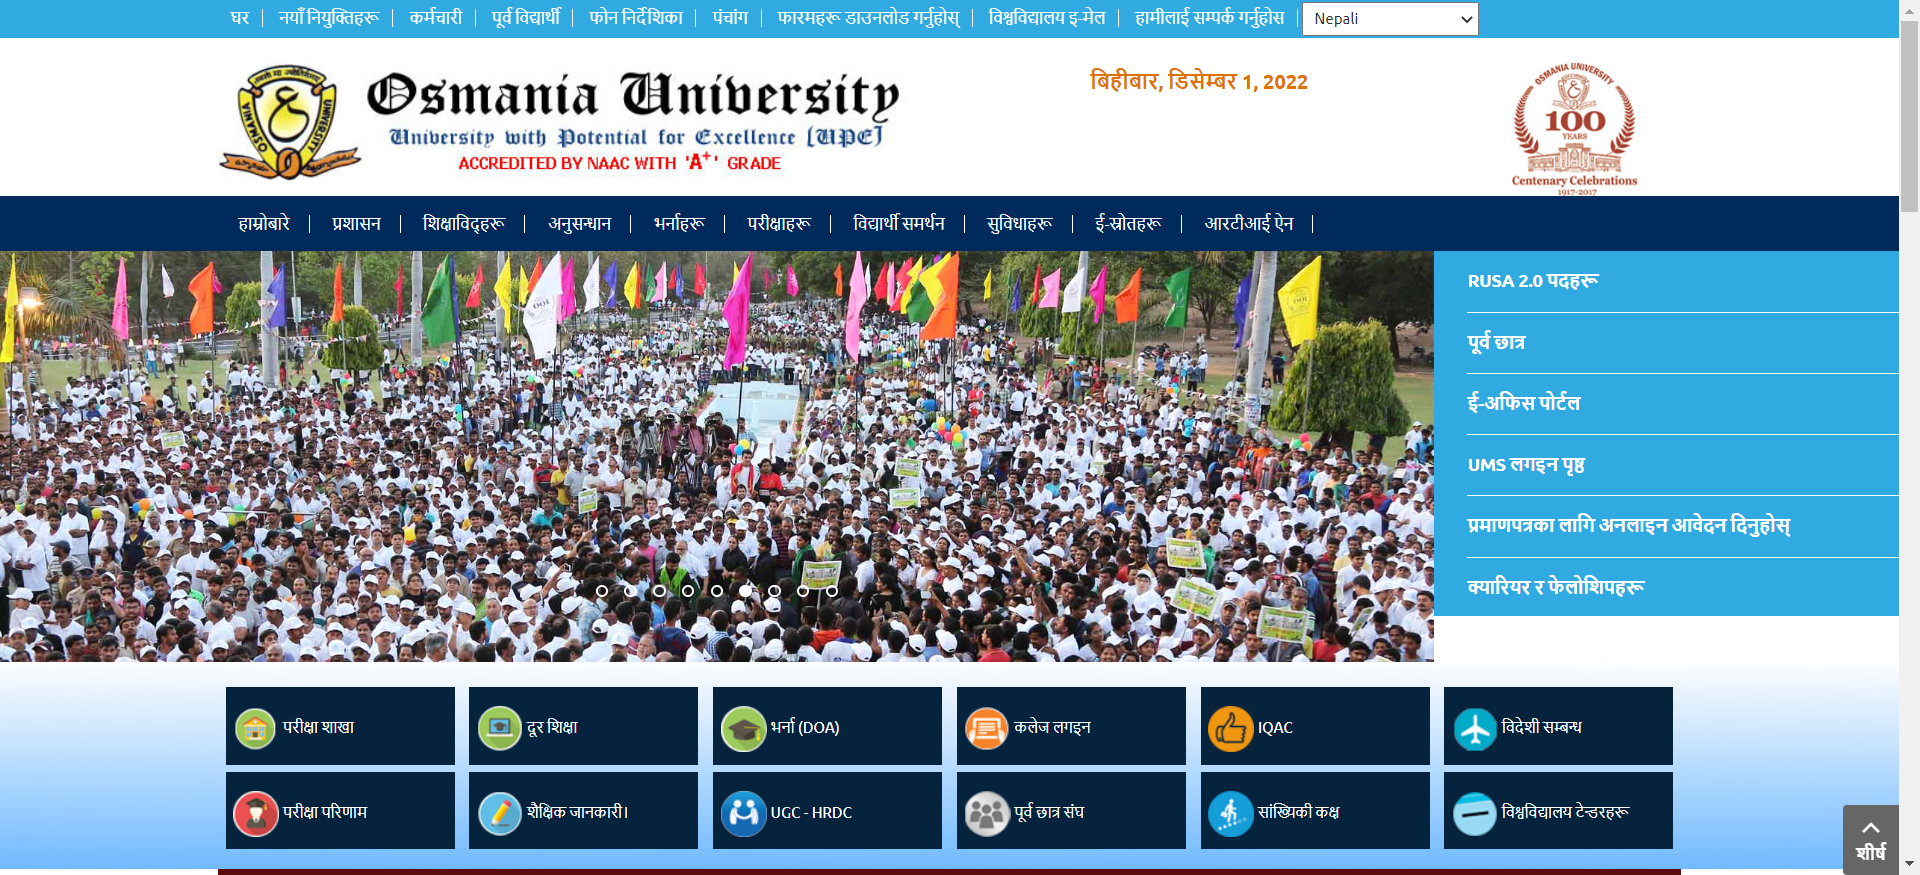 घर
नयाँ नियुक्तिहरू
कर्मचारी
पूर्व विद्यार्थी
फोन निर्देशिका
पंचांग
फारमहरू डाउनलोड गर्नुहोस्
विश्वविद्यालय इ-मेल
हामीलाई सम्पर्क गर्नुहोस
Nepali
Osmania University
University with Potential for Excellence [UPE]
ACCREDITED BY NAAC WITH 'A+' GRADE
बिहीबार, डिसेम्बर 1, 2022
OSMANIA UNIVERSITY
100
YEARS
Centenary Celebrations
1917-2017
हाम्रोबारे
प्रशासन
शिक्षाविद्हरू
अनुसन्धान
भर्नाहरू
परीक्षाहरू
विद्यार्थी समर्थन
सुविधाहरू
ई-स्रोतहरू
आरटीआई ऐन
RUSA 2.0 पदहरू
पूर्व छात्र
ई-अफिस पोर्टल
UMS लगइन पृष्ठ
प्रमाणपत्रका लागि अनलाइन आवेदन दिनुहोस्
क्यारियर र फेलोशिपहरू
परीक्षा शाखा
दूर शिक्षा
भर्ना (DOA)
कलेज लगइन
IQAC
विदेशी सम्बन्ध
परीक्षा परिणाम
शैक्षिक जानकारी।
UGC - HRDC
पूर्व छात्र संघ
सांख्यिकी कक्ष
विश्वविद्यालय टेन्डरहरू
शीर्ष